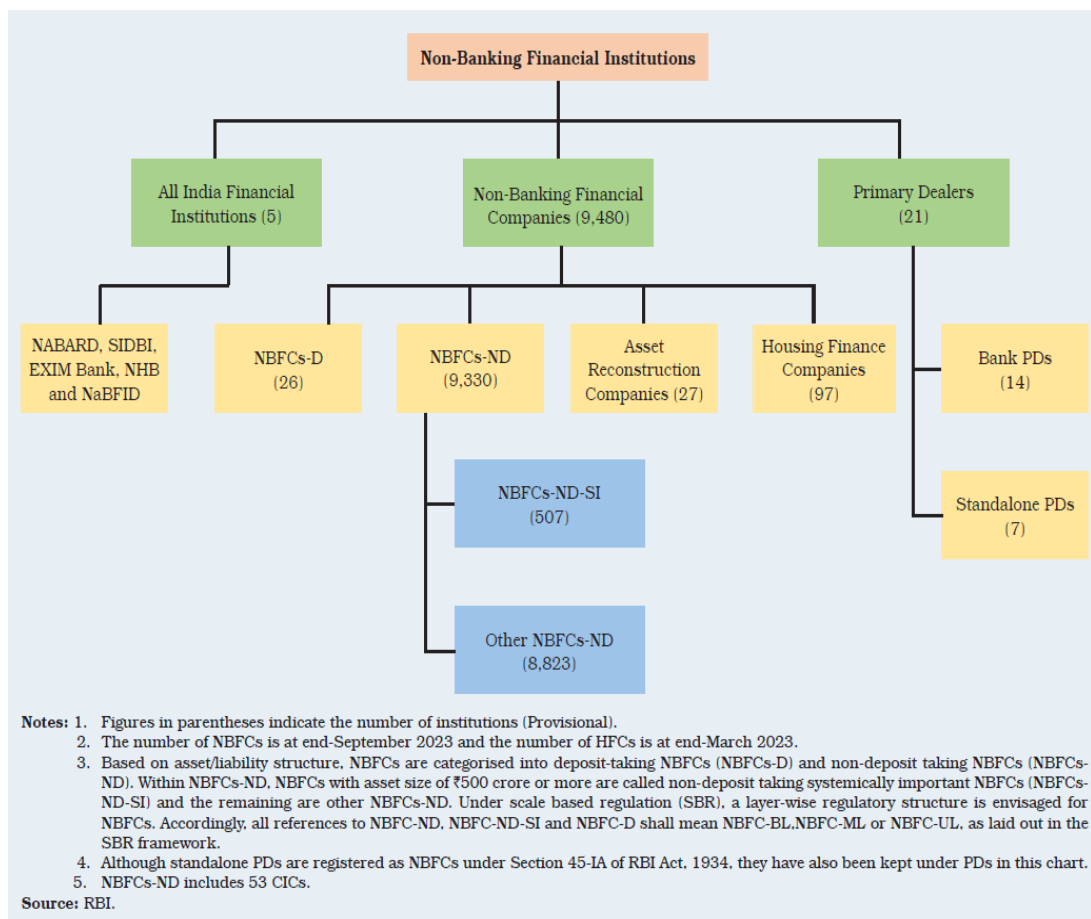 Non-Banking Financial Institutions
All India Financial
Institutions (5)
Non-Banking Financial
Companies (9,480)
Primary Dealers
(21)
NABARD, SIDBI,
EXIM Bank, NHB
and NaBFID
NBFCs-D
(26)
NBFCs-ND
(9,330)
Asset
Reconstruction
Companies (27)
Housing Finance
Companies
(97)
Bank PDs
(14)
NBFCs-ND-SI
(507)
Standalone PDs
(7)
Other NBFCs-ND
(8,823)
Notes: 1. Figures in parentheses indicate the number of institutions (Provisional).
2. The number of NBFCs is at end-September 2023 and the number of HFCs is at end-March 2023.
3. Based on asset/liability structure, NBFCs are categorised into deposit-taking NBFCs (NBFCs-D) and non-deposit taking NBFCs (NBFCs-
ND). Within NBFCs-ND, NBFCs with asset size of ₹500 crore or more are called non-deposit taking systemically important NBFCs (NBFCs-
ND-SI) and the remaining are other NBFCs-ND. Under scale based regulation (SBR), a layer-wise regulatory structure is envisaged for
NBFCs. Accordingly, all references to NBFC-ND, NBFC-ND-SI and NBFC-D shall mean NBFC-BL,NBFC-ML or NBFC-UL, as laid out in the
SBR framework.
4. Although standalone PDs are registered as NBFCs under Section 45-IA of RBI Act, 1934, they have also been kept under PDs in this chart.
5. NBFCs-ND includes 53 CICs.
Source: RBI.